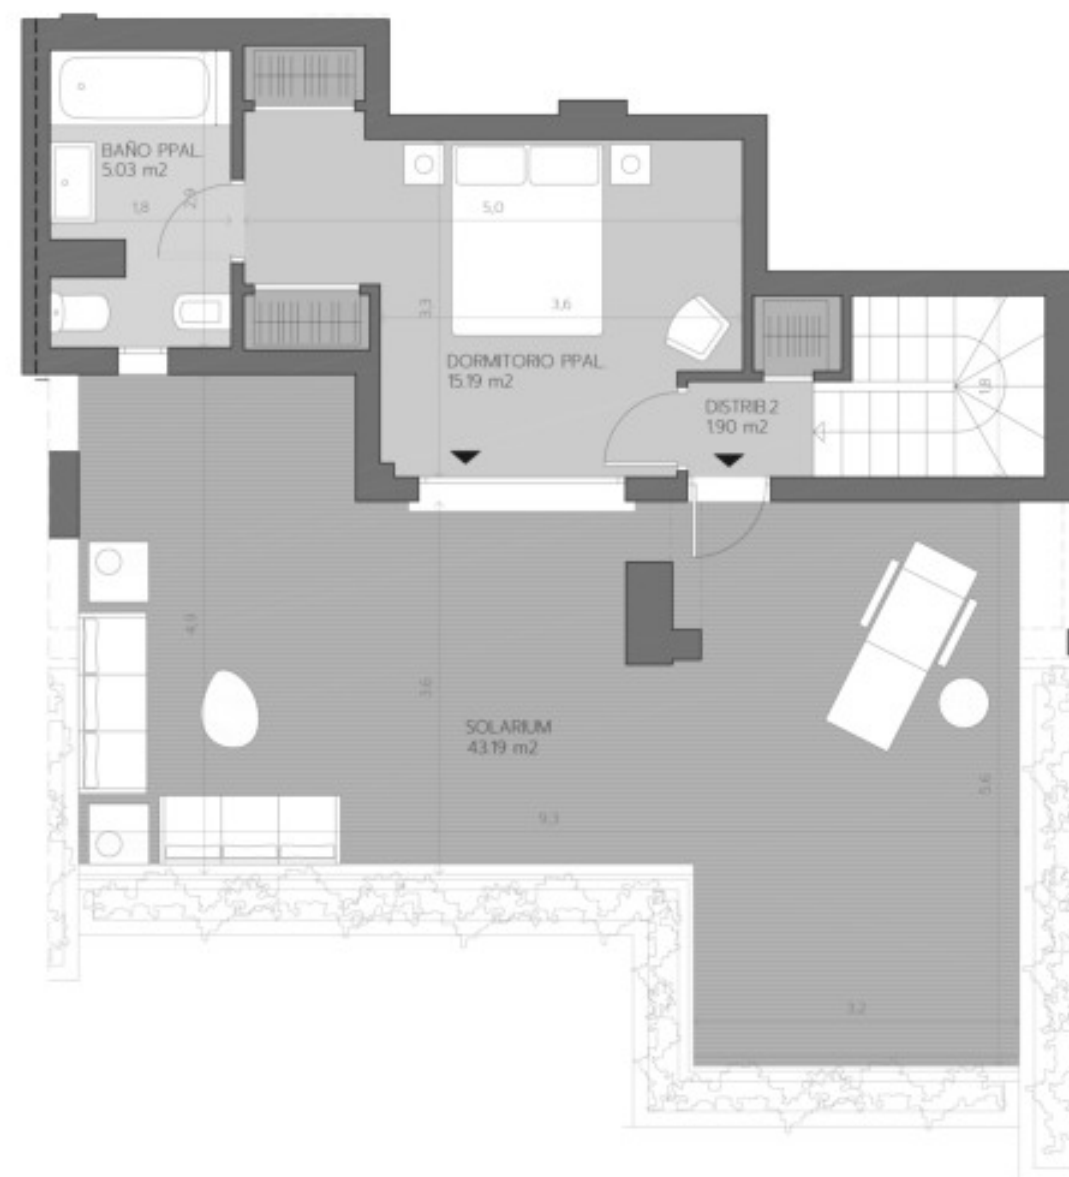 BAÑO PPAL.
5.03 m2
1,8
2,9
5,0
3,3
3,6
DORMITORIO PPAL.
15.19 m2
DISTRIB.2
1.90 m2
1,8
4,9
3,6
SOLARIUM
43.19 m2
5,6
9,3
3,2